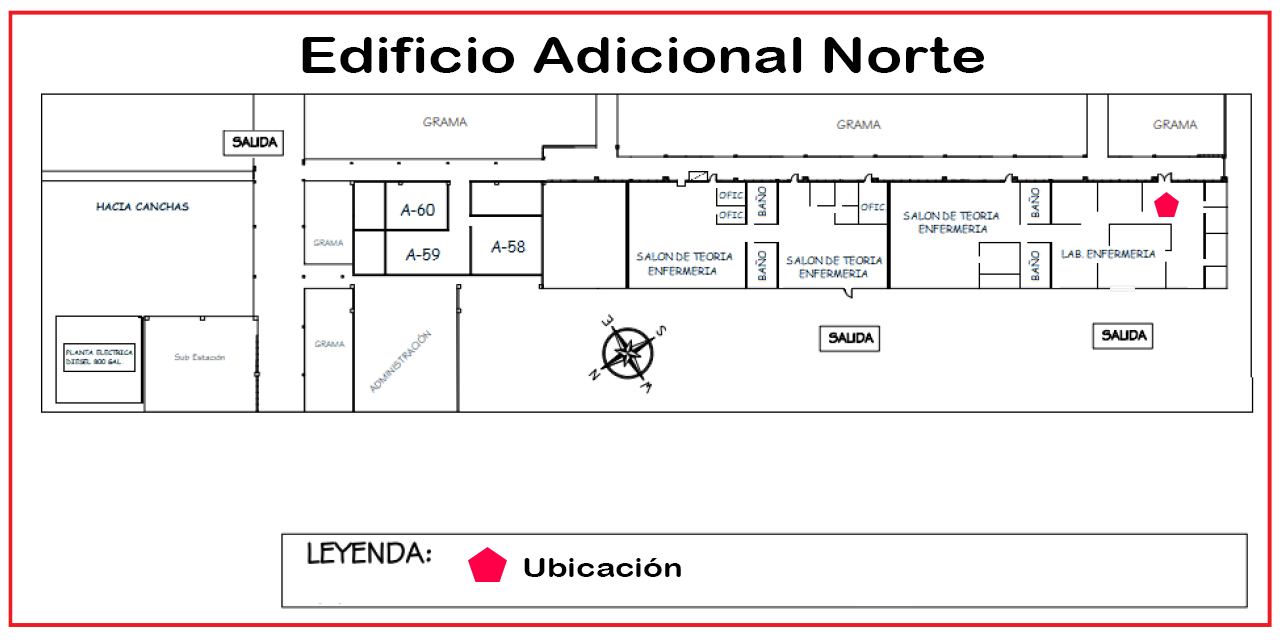 Edificio Adicional Norte
GRAMA
GRAMA
GRAMA
SALIDA
HACIA CANCHAS
A-60
GRAMA
A-59
A-58
OFIC
OFIC
BAÑO
OFIC
SALON DE TEORIA
ENFERMERIA
BAÑO
SALON DE TEORIA
ENFERMERIA
BAÑO
SALON DE TEORIA
ENFERMERIA
BAÑO
BAÑO
LAB. ENFERMERIA
PLANTA ELECTRICA
DIESEL 800 GAL.
Sub Estación
GRAMA
ADMINISTRACIÓN
E
S
N
W
SALIDA
SALIDA
LEYENDA:
Ubicación